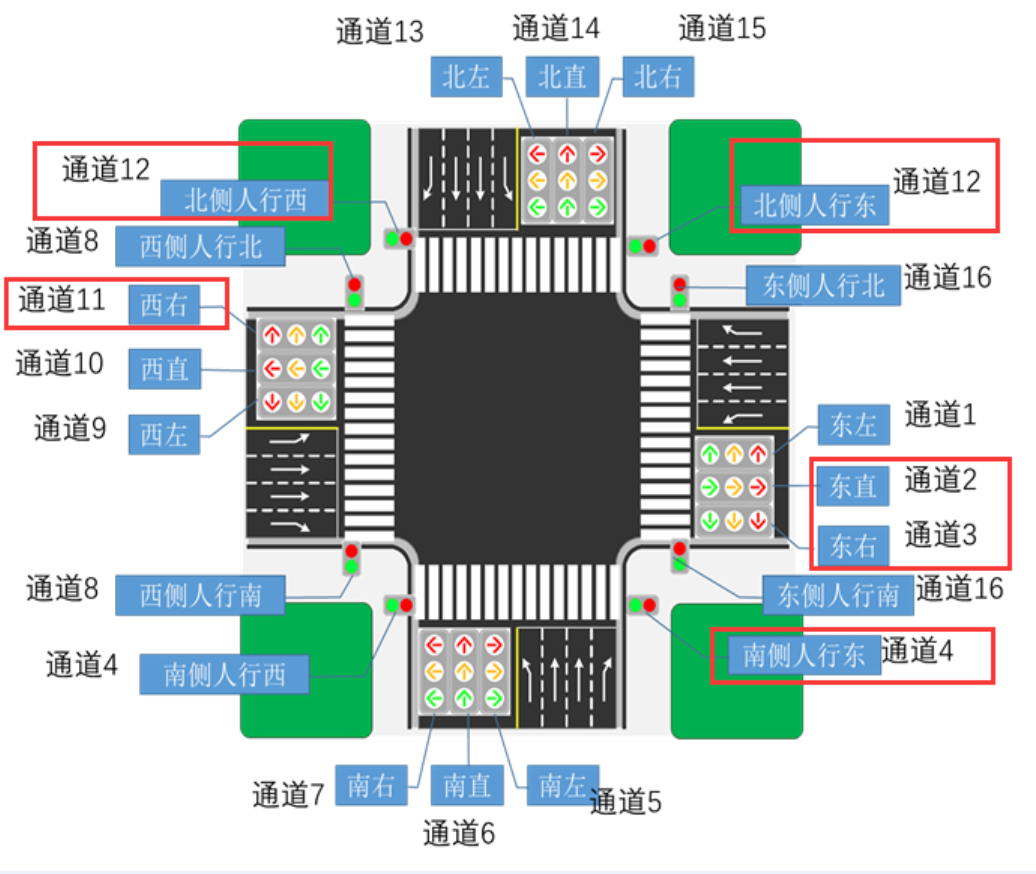 通道13
通道14
通道15
北左
北直
北右
通道12
北侧人行西
通道12
北侧人行东
通道8
西侧人行北
东侧人行北
通道16
通道11
西右
通道10
西直
通道9
西左
东左
通道1
东直
通道2
东右
通道3
通道8
西侧人行南
东侧人行南
通道16
通道4
南侧人行西
南侧人行东
通道4
通道7
南右
南直
南左
通道5
通道6